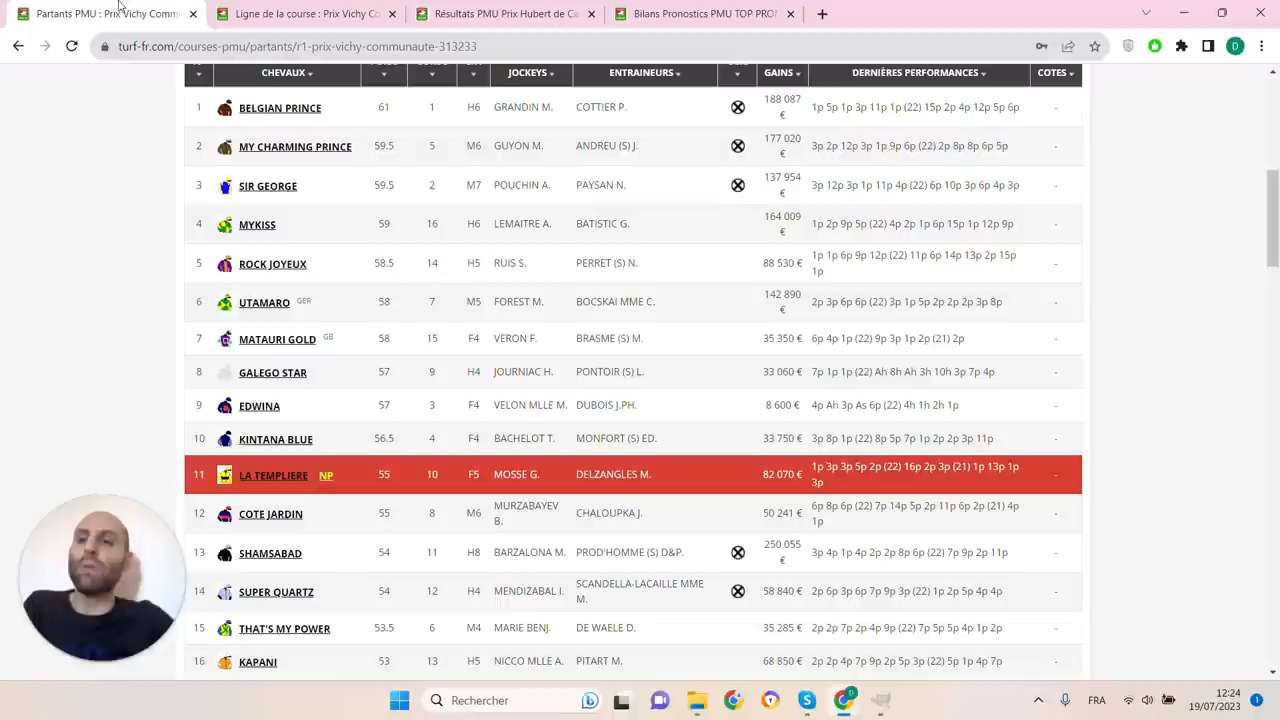 Partants PMU : Prix Vichy Comm
Ligne de la course : Prix Vichy Co
Résultats PMU Prix Hubert de Ca
Bilans Pronostics PMU TOP PRO
turf-fr.com/courses-pmu/partants/r1-prix-vichy-communaute-313233
D
CHEVAUX JOCKEYS ENTRAINEURS GAINS DERNIÈRES PERFORMANCES COTES
1 BELGIAN PRINCE 61 1 H6 GRANDIN M. COTTIER P. 188 087 € 1p 5p 1p 3p 11p 1p (22) 15p 2p 4p 12p 5p 6p -
2 MY CHARMING PRINCE 59.5 5 M6 GUYON M. ANDREU (S) J. 177 020 € 3p 2p 12p 3p 1p 9p 6p (22) 2p 8p 8p 6p 5p -
3 SIR GEORGE 59.5 2 M7 POUCHIN A. PAYSAN N. 137 954 € 3p 12p 3p 1p 11p 4p (22) 6p 10p 3p 6p 4p 3p -
4 MYKISS 59 16 H6 LEMAITRE A. BATISTIC G. 164 009 € 1p 2p 9p 5p (22) 4p 2p 1p 6p 15p 1p 12p 9p -
5 ROCK JOYEUX 58.5 14 H5 RUIS S. PERRET (S) N. 88 530 € 1p 1p 6p 9p 12p (22) 11p 6p 14p 13p 2p 15p 1p -
6 UTAMARO GER 58 7 M5 FOREST M. BOCSKAI MME C. 142 890 € 2p 3p 6p 6p (22) 3p 1p 5p 2p 2p 2p 3p 8p -
7 MATAURI GOLD GB 58 15 F4 VERON F. BRASME (S) M. 35 350 € 6p 4p 1p (22) 9p 3p 1p 2p (21) 2p -
8 GALEGO STAR 57 9 H4 JOURNIAC H. PONTOIR (S) L. 33 060 € 7p 1p 1p (22) Ah 8h Ah 3h 10h 3p 7p 4p -
9 EDWINA 57 3 F4 VELON MLLE M. DUBOIS J.PH. 8 600 € 4p Ah 3p As 6p (22) 4h 1h 2h 1p -
10 KINTANA BLUE 56.5 4 F4 BACHELOT T. MONFORT (S) ED. 33 750 € 3p 8p 1p (22) 8p 5p 7p 1p 2p 2p 3p 11p -
11 LA TEMPLIERE NP 55 10 F5 MOSSE G. DELZANGLES M. 82 070 € 1p 3p 3p 5p 2p (22) 16p 2p 3p (21) 1p 13p 1p 3p -
12 COTE JARDIN 55 8 M6 MURZABAYEV B. CHALOUPKA J. 50 241 € 6p 8p 6p (22) 7p 14p 5p 2p 11p 6p 2p (21) 4p 1p -
13 SHAMSABAD 54 11 H8 BARZALONA M. PROD'HOMME (S) D&P. 250 055 € 3p 4p 1p 4p 2p 2p 8p 6p (22) 7p 9p 2p 11p -
14 SUPER QUARTZ 54 12 H4 MENDIZABAL I. SCANDELLA-LACAILLE MME M. 58 840 € 2p 6p 3p 6p 7p 9p 3p (22) 1p 2p 5p 4p 4p -
15 THAT'S MY POWER 53.5 6 M4 MARIE BENJ. DE WAELE D. 35 285 € 2p 2p 7p 2p 4p 9p (22) 7p 5p 5p 4p 1p 2p -
16 KAPANI 53 13 H5 NICCO MLLE A. PITART M. 68 850 € 2p 2p 4p 7p 9p 2p 5p 3p (22) 5p 1p 4p 7p -
Rechercher
FRA
12:24
19/07/2023